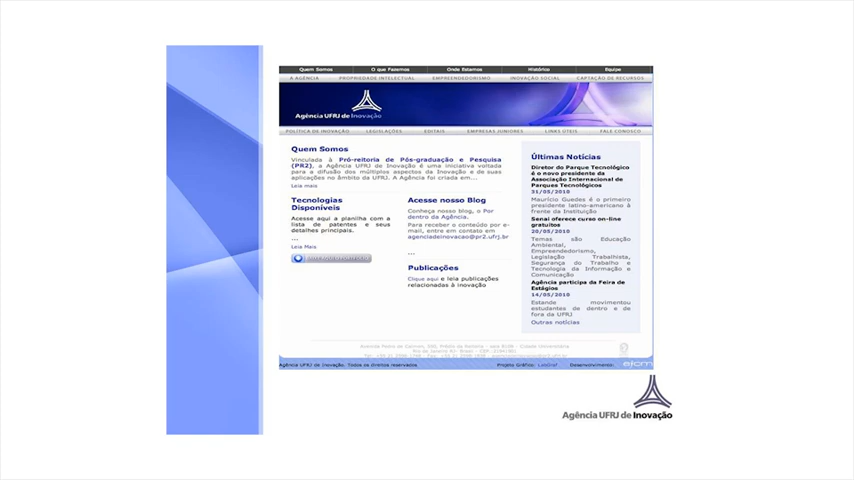 Quem Somos O que Fazemos Onde Estamos Histórico Equipe
A AGÊNCIA PROPRIEDADE INTELECTUAL EMPREENDEDORISMO INOVAÇÃO SOCIAL CAPTAÇÃO DE RECURSOS
Agência UFRJ de Inovação
POLÍTICA DE INOVAÇÃO LEGISLAÇÕES EDITAIS EMPRESAS JUNIORES LINKS ÚTEIS FALE CONOSCO
Quem Somos
Vinculada à Pró-reitoria de Pós-graduação e Pesquisa
(PR2), a Agência UFRJ de Inovação é uma iniciativa voltada
para a difusão dos múltiplos aspectos da Inovação e de suas
aplicações no âmbito da UFRJ. A Agência foi criada em...
Leia mais
Tecnologias
Disponíveis
Acesse aqui a planilha com a
lista de patentes e seus
detalhes principais.
...
Leia Mais
Acesse nosso Blog
Conheça nosso blog, o Por
dentro da Agência.
Para receber o conteúdo por e-
mail, entre em contato em
agenciadeinovacao@pr2.ufrj.br
...
Publicações
Clique aqui e leia publicações
relacionadas à inovação
Últimas Notícias
Diretor do Parque Tecnológico
é o novo presidente da
Associação Internacional de
Parques Tecnológicos
31/05/2010
Maurício Guedes é o primeiro
presidente latino-americano à
frente da Instituição
Senai oferece curso on-line
gratuitos
20/05/2010
Temas são Educação
Ambiental,
Empreendedorismo,
Legislação Trabalhista,
Segurança do Trabalho e
Tecnologia da Informação e
Comunicação
Agência participa da Feira de
Estágios
14/05/2010
Estande movimentou
estudantes de dentro e de
fora da UFRJ
Outras notícias
Agência UFRJ de Inovação. Todos os direitos reservados Projeto Gráfico: LabGraf Desenvolvimento: ejcm
Agência UFRJ de Inovação